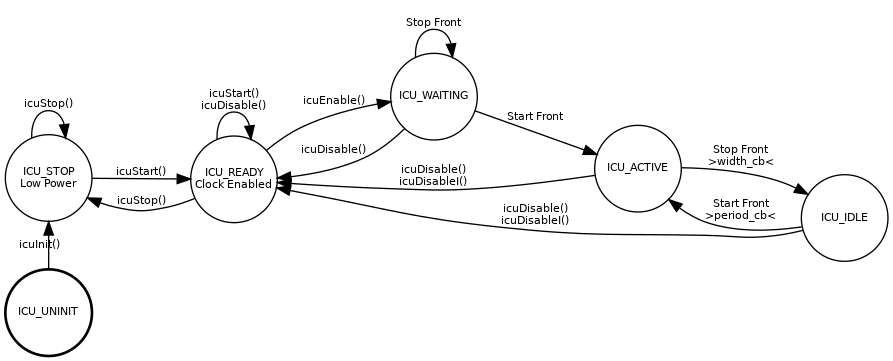 Stop Front
icuStop()
icuStart()
icuDisable()
icuEnable()
ICU_WAITING
Start Front
icuDisable()
Stop Front
>width_cb<
ICU_STOP
Low Power
icuStart()
ICU_READY
Clock Enabled
icuDisable()
icuDisableI()
ICU_ACTIVE
icuStop()
icuDisable()
icuDisableI()
Start Front
>period_cb<
ICU_IDLE
icuInit()
ICU_UNINIT